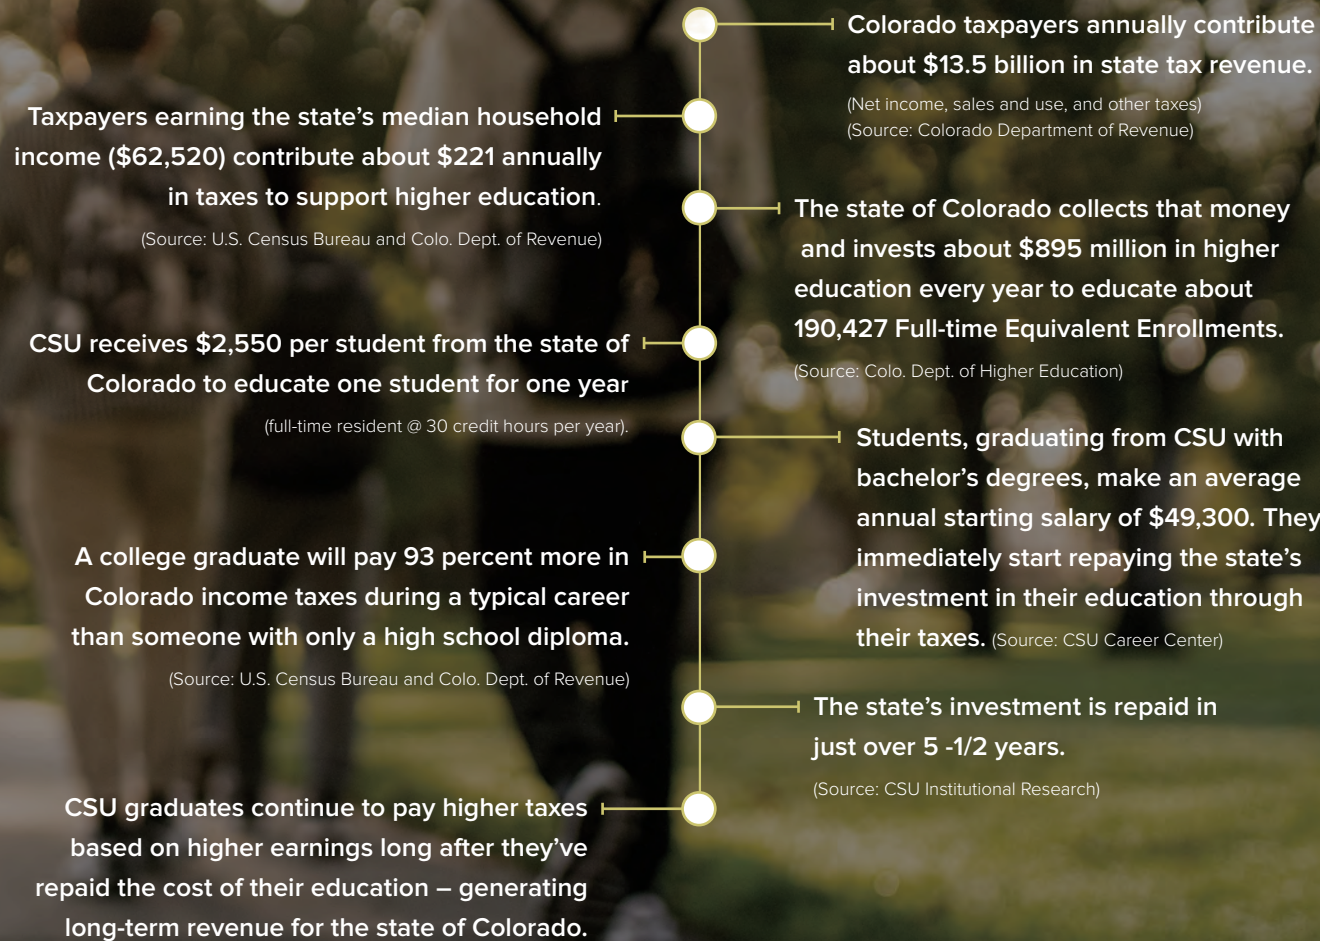 Colorado taxpayers annually contribute
about $13.5 billion in state tax revenue.
(Net income, sales and use, and other taxes)
(Source: Colorado Department of Revenue)
Taxpayers earning the state’s median household
income ($62,520) contribute about $221 annually
in taxes to support higher education.
(Source: U.S. Census Bureau and Colo. Dept. of Revenue)
The state of Colorado collects that money
and invests about $895 million in higher
education every year to educate about
190,427 Full-time Equivalent Enrollments.
(Source: Colo. Dept. of Higher Education)
CSU receives $2,550 per student from the state of
Colorado to educate one student for one year
(full-time resident @ 30 credit hours per year).
Students, graduating from CSU with
bachelor’s degrees, make an average
annual starting salary of $49,300. They
immediately start repaying the state’s
investment in their education through
their taxes. (Source: CSU Career Center)
A college graduate will pay 93 percent more in
Colorado income taxes during a typical career
than someone with only a high school diploma.
(Source: U.S. Census Bureau and Colo. Dept. of Revenue)
The state’s investment is repaid in
just over 5 -1/2 years.
(Source: CSU Institutional Research)
CSU graduates continue to pay higher taxes
based on higher earnings long after they’ve
repaid the cost of their education – generating
long-term revenue for the state of Colorado.